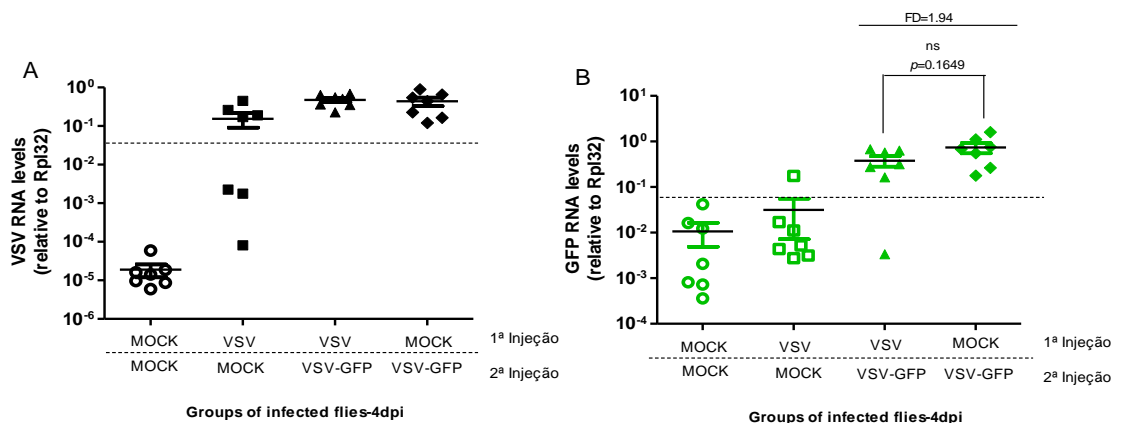 A
VSV RNA levels
(relative to Rpl32)
10⁰
10⁻¹
10⁻²
10⁻³
10⁻⁴
10⁻⁵
10⁻⁶
MOCK VSV VSV MOCK 1ª Injeção
MOCK MOCK VSV-GFP VSV-GFP 2ª Injeção
Groups of infected flies-4dpi
FD=1.94
ns
p=0.1649
B
GFP RNA levels
(relative to Rpl32)
10¹
10⁰
10⁻¹
10⁻²
10⁻³
10⁻⁴
MOCK VSV VSV MOCK 1ª Injeção
MOCK MOCK VSV-GFP VSV-GFP 2ª Injeção
Groups of infected flies-4dpi